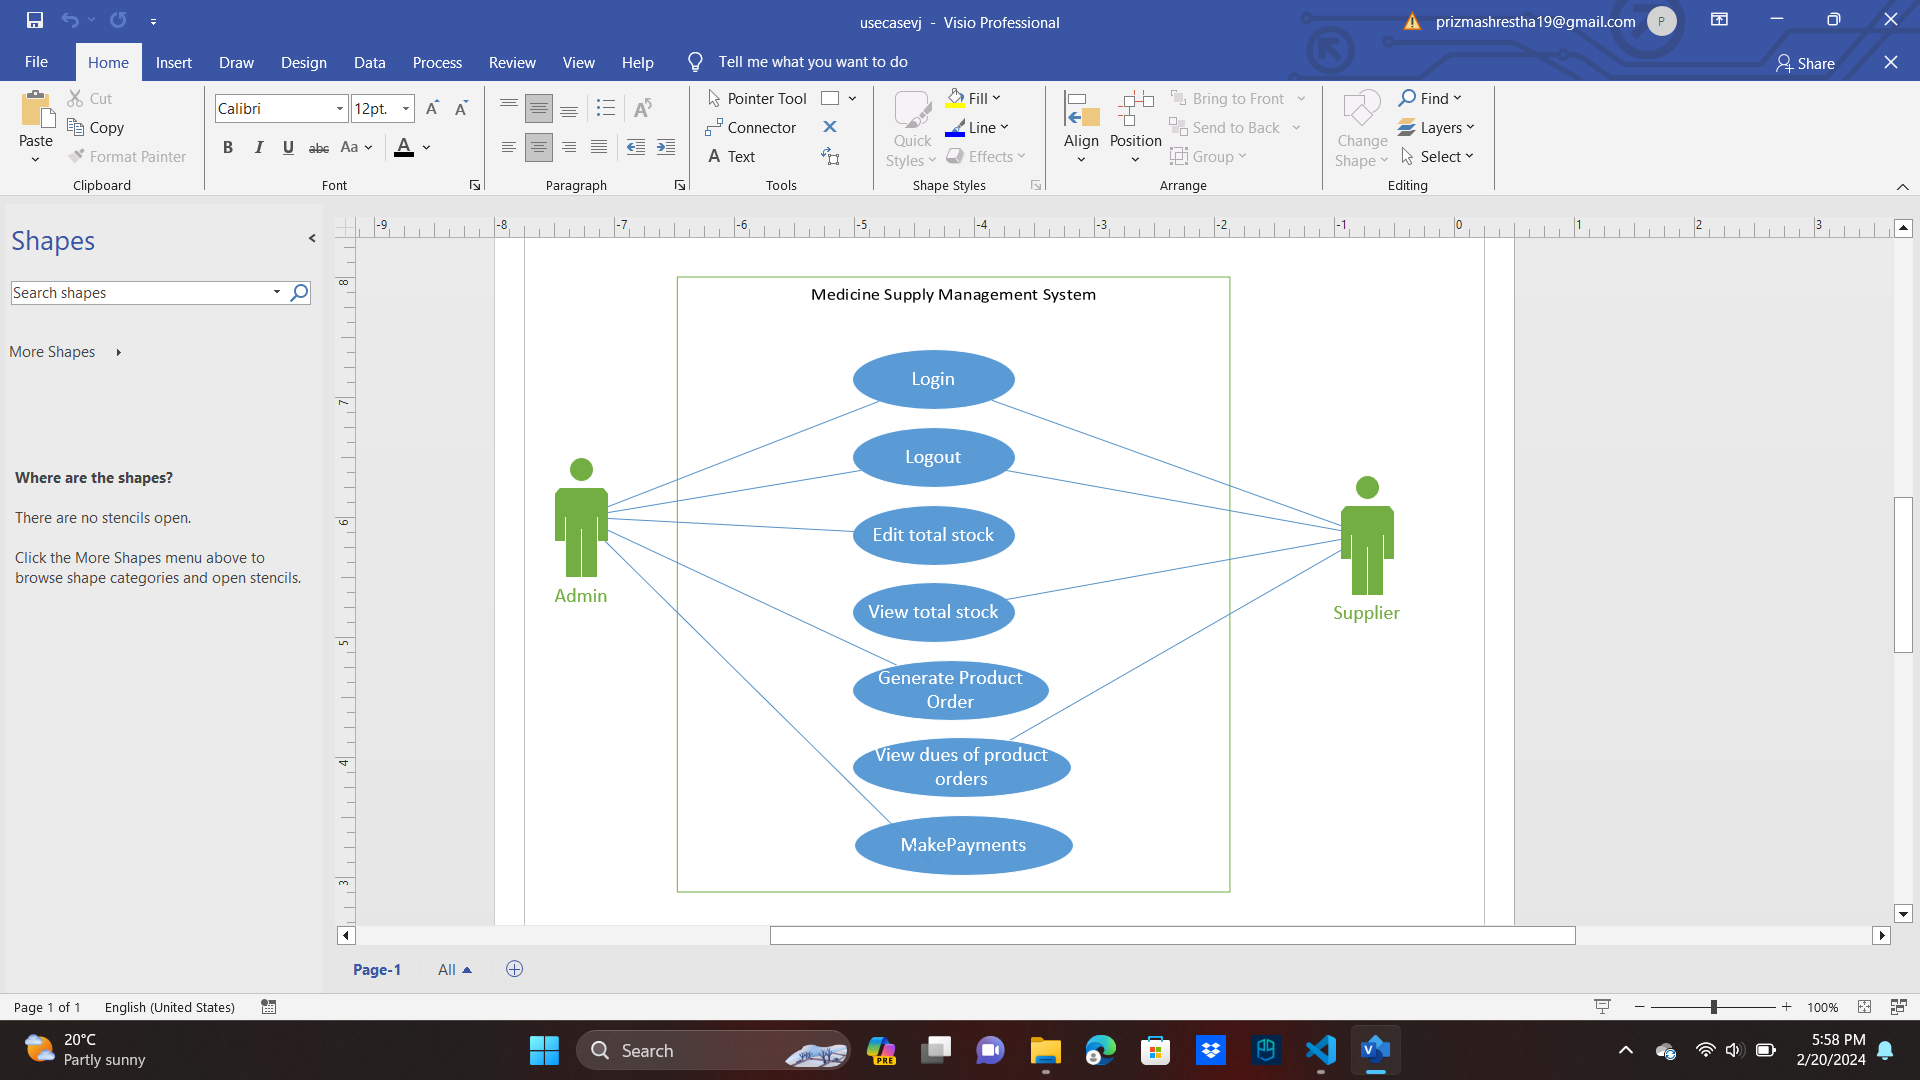 usecasevj - Visio Professional
prizmashrestha19@gmail.com
P
File Home Insert Draw Design Data Process Review View Help Tell me what you want to do
Share
Paste
Cut
Copy
Format Painter
Clipboard
Calibri 12pt.
B I U abc Aa A
Font
Paragraph
Pointer Tool
Connector
A Text
Tools
Quick
Styles
Fill
Line
Effects
Shape Styles
Align
Position
Bring to Front
Send to Back
Group
Arrange
Change
Shape
Find
Layers
Select
Editing
Shapes
Search shapes
More Shapes
Where are the shapes?
There are no stencils open.
Click the More Shapes menu above to
browse shape categories and open stencils.
-9 -8 -7 -6 -5 -4 -3 -2 -1 0 1 2 3
8
7
6
5
4
3
Medicine Supply Management System
Login
Logout
Edit total stock
View total stock
Generate Product
Order
View dues of product
orders
MakePayments
Admin
Supplier
Page-1 All
Page 1 of 1 English (United States)
100%
20°C
Partly sunny
Search
PRE
5:58 PM
2/20/2024